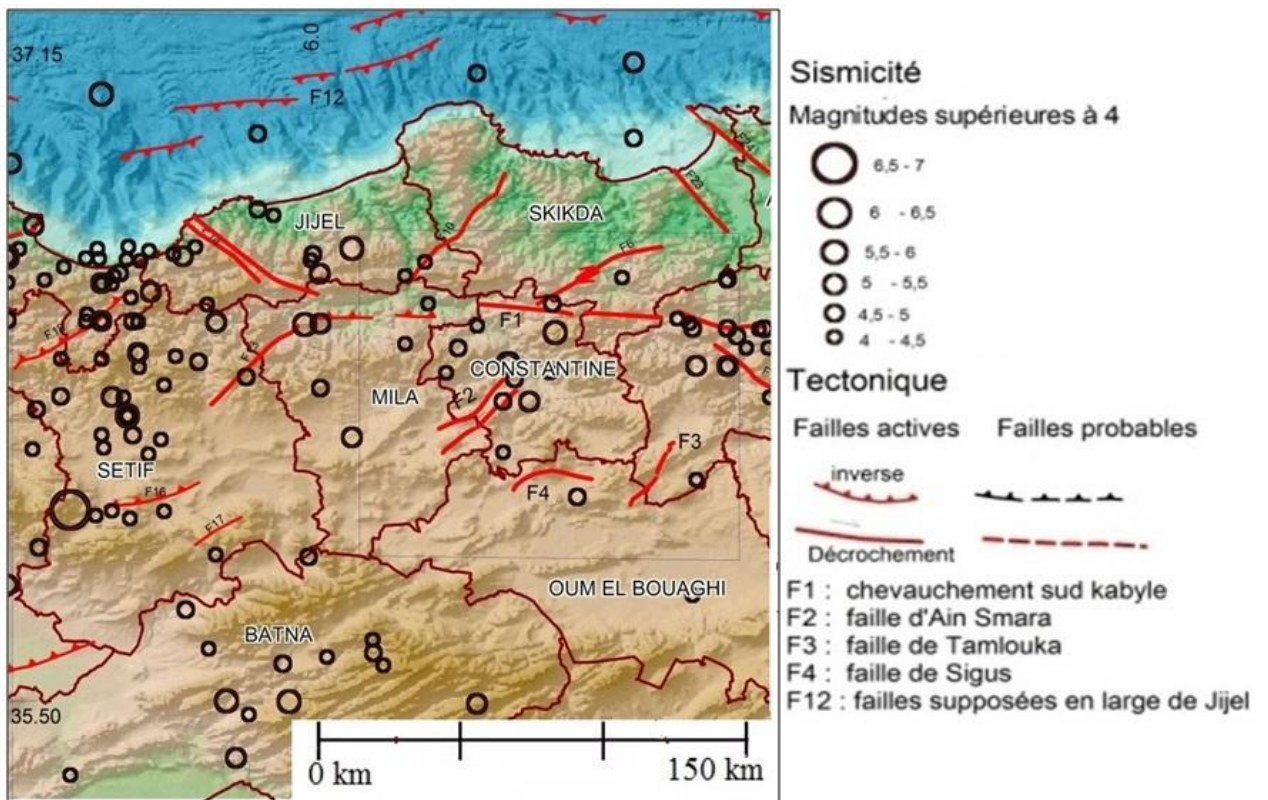 37.15
6.0
F12
JIJEL
SKIKDA
F23
F10
F6
F1
CONSTANTINE
MILA
F2
F3
F4
SETIF
F16
F17
OUM EL BOUAGHI
BATNA
35.50
0 km
150 km
Sismicité
Magnitudes supérieures à 4
6,5 - 7
6 - 6,5
5,5 - 6
5 - 5,5
4,5 - 5
4 - 4,5
Tectonique
Failles actives
Failles probables
inverse
Décrochement
F1 : chevauchement sud kabyle
F2 : faille d'Ain Smara
F3 : faille de Tamlouka
F4 : faille de Sigus
F12 : failles supposées en large de Jijel